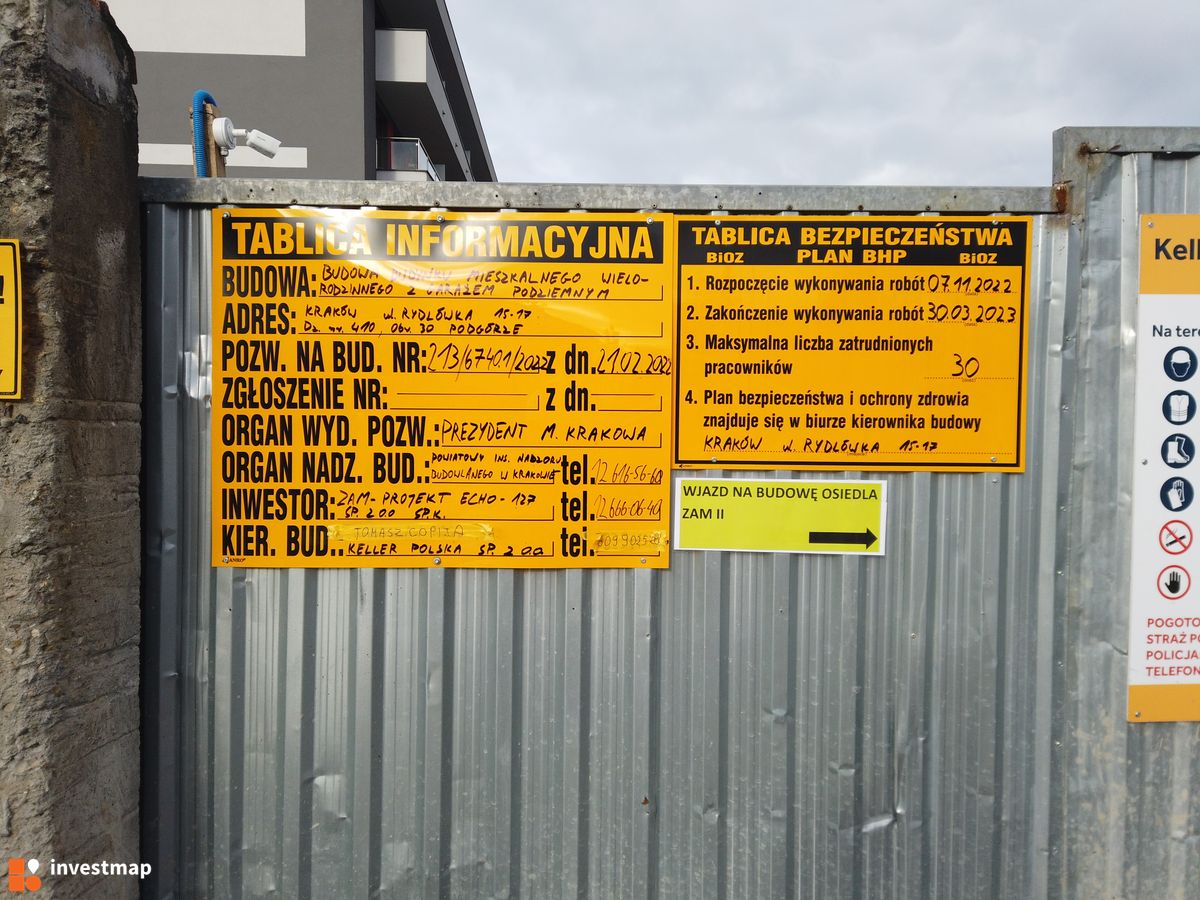 TABLICA INFORMACYJNA
BUDOWA: BUDOWA BUDYNKU MIESZKALNEGO WIELO-
RODZINNEGO Z GARAŻEM PODZIEMNYM
ADRES: KRAKÓW ul. RYDLÓWKA 15-17
Dz. nr. 410, Obr. 30 PODGÓRZE
POZW. NA BUD. NR: 213/6740.1/2022 z dn. 21.02.2022
ZGŁOSZENIE NR: z dn.
ORGAN WYD. POZW.: PREZYDENT M. KRAKOWA
ORGAN NADZ. BUD.: POWIATOWY INS. NADZORU
BUDOWLANEGO W KRAKOWIE tel. 12 616-56-60
INWESTOR: ZAM-PROJEKT ECHO-127
SP. Z O.O. SP.K. tel. 12 666-06-49
KIER. BUD.: TOMASZ COPIJA
KELLER POLSKA SP. Z O.O. tel.
TABLICA BEZPIECZEŃSTWA
BiOZ PLAN BHP BiOZ
1. Rozpoczęcie wykonywania robót 07.11.2022
2. Zakończenie wykonywania robót 30.03.2023
3. Maksymalna liczba zatrudnionych
pracowników 30
4. Plan bezpieczeństwa i ochrony zdrowia
znajduje się w biurze kierownika budowy
KRAKÓW ul. RYDLÓWKA 15-17
WJAZD NA BUDOWĘ OSIEDLA
ZAM II
Kell
Na tere
POGOTO
STRAŻ PO
POLICJA
TELEFON
!
investmap